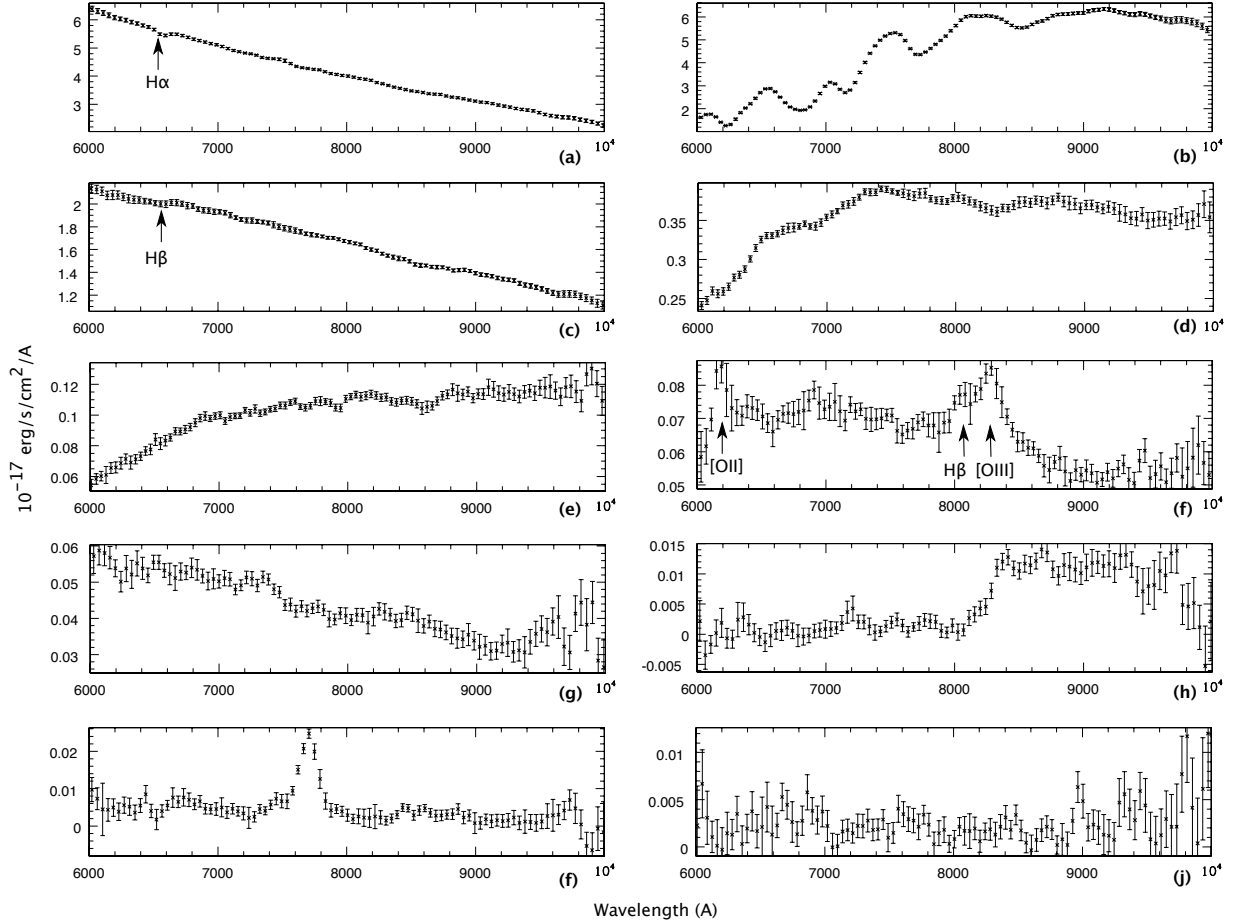 6
5
4
3
Hα
6000 7000 8000 9000 10⁴
(a)
6
5
4
3
2
6000 7000 8000 9000 10⁴
(b)
2
1.8
1.6
1.4
1.2
Hβ
6000 7000 8000 9000 10⁴
(c)
0.35
0.3
0.25
6000 7000 8000 9000 10⁴
(d)
10⁻¹⁷ erg/s/cm²/A
0.12
0.1
0.08
0.06
6000 7000 8000 9000 10⁴
(e)
0.08
0.07
0.06
0.05
[OII] Hβ [OIII]
6000 7000 8000 9000 10⁴
(f)
0.06
0.05
0.04
0.03
6000 7000 8000 9000 10⁴
(g)
0.015
0.01
0.005
0
-0.005
6000 7000 8000 9000 10⁴
(h)
0.02
0.01
0
6000 7000 8000 9000 10⁴
(f)
0.01
0.005
0
6000 7000 8000 9000 10⁴
(j)
Wavelength (A)